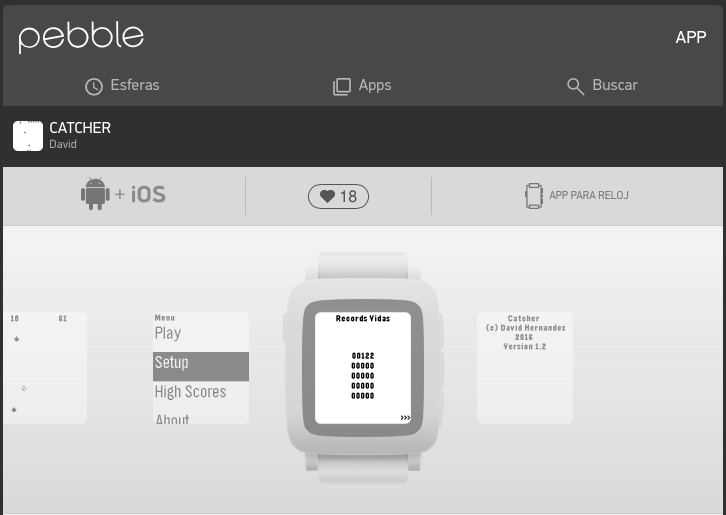 pebble
APP
Esferas
Apps
Buscar
CATCHER
David
+ iOS
18
APP PARA RELOJ
18 61
Menu
Play
Setup
High Scores
About
Records Vidas
00122
00000
00000
00000
00000
>>>
Catcher
(c) David Hernandez
2016
Version 1.2